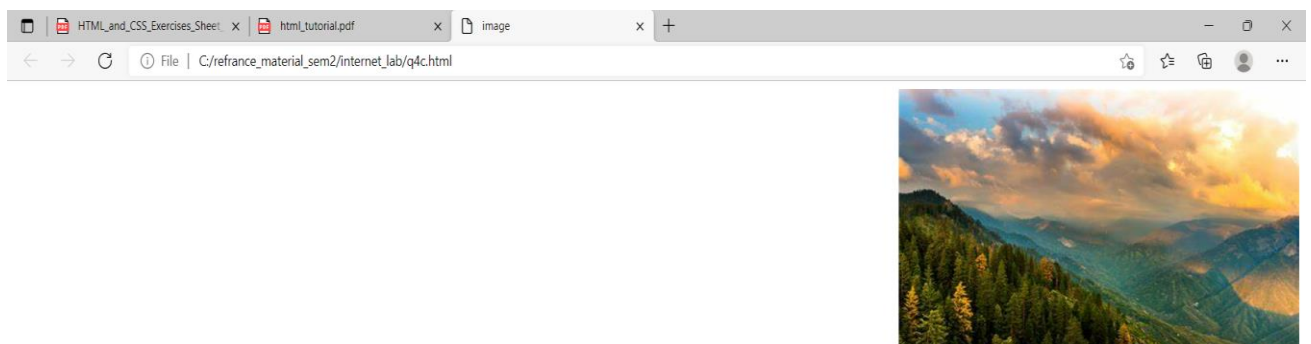 HTML_and_CSS_Exercises_Sheet_ html_tutorial.pdf image
File C:/refrance_material_sem2/internet_lab/q4c.html